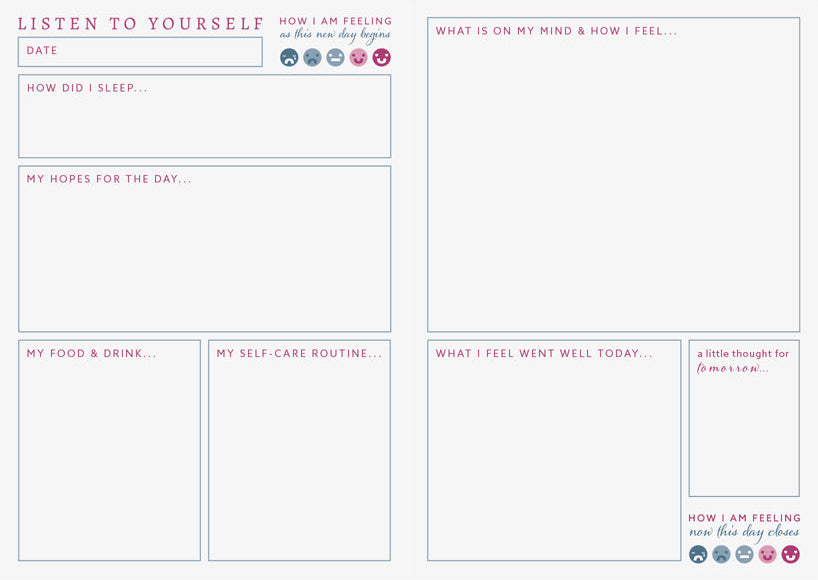 LISTEN TO YOURSELF
HOW I AM FEELING
as this new day begins
DATE
HOW DID I SLEEP...
MY HOPES FOR THE DAY...
MY FOOD & DRINK...
MY SELF-CARE ROUTINE...
WHAT IS ON MY MIND & HOW I FEEL...
WHAT I FEEL WENT WELL TODAY...
a little thought for
tomorrow...
HOW I AM FEELING
now this day closes